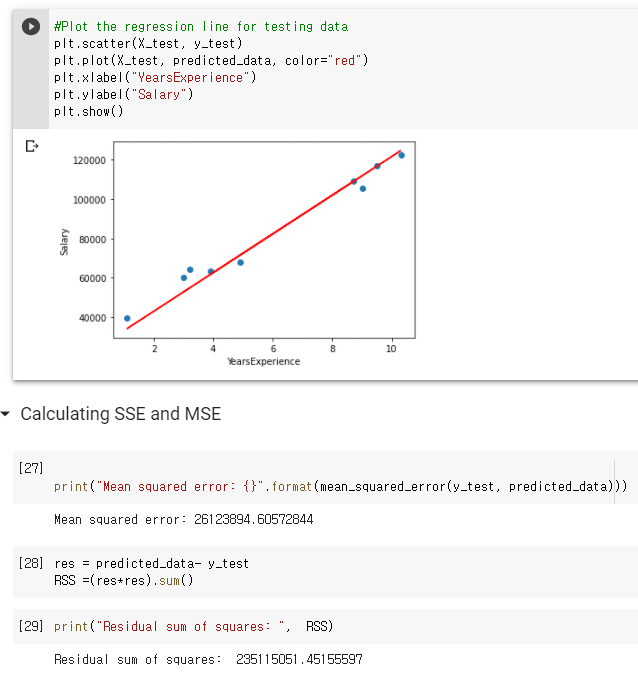 #Plot the regression line for testing data
plt.scatter(X_test, y_test)
plt.plot(X_test, predicted_data, color="red")
plt.xlabel("YearsExperience")
plt.ylabel("Salary")
plt.show()
120000
100000
80000
60000
40000
Salary
2 4 6 8 10
YearsExperience
Calculating SSE and MSE
[27]
print("Mean squared error: {}".format(mean_squared_error(y_test, predicted_data)))
Mean squared error: 26123894.60572844
[28] res = predicted_data- y_test
RSS =(res*res).sum()
[29] print("Residual sum of squares: ", RSS)
Residual sum of squares:  235115051.45155597